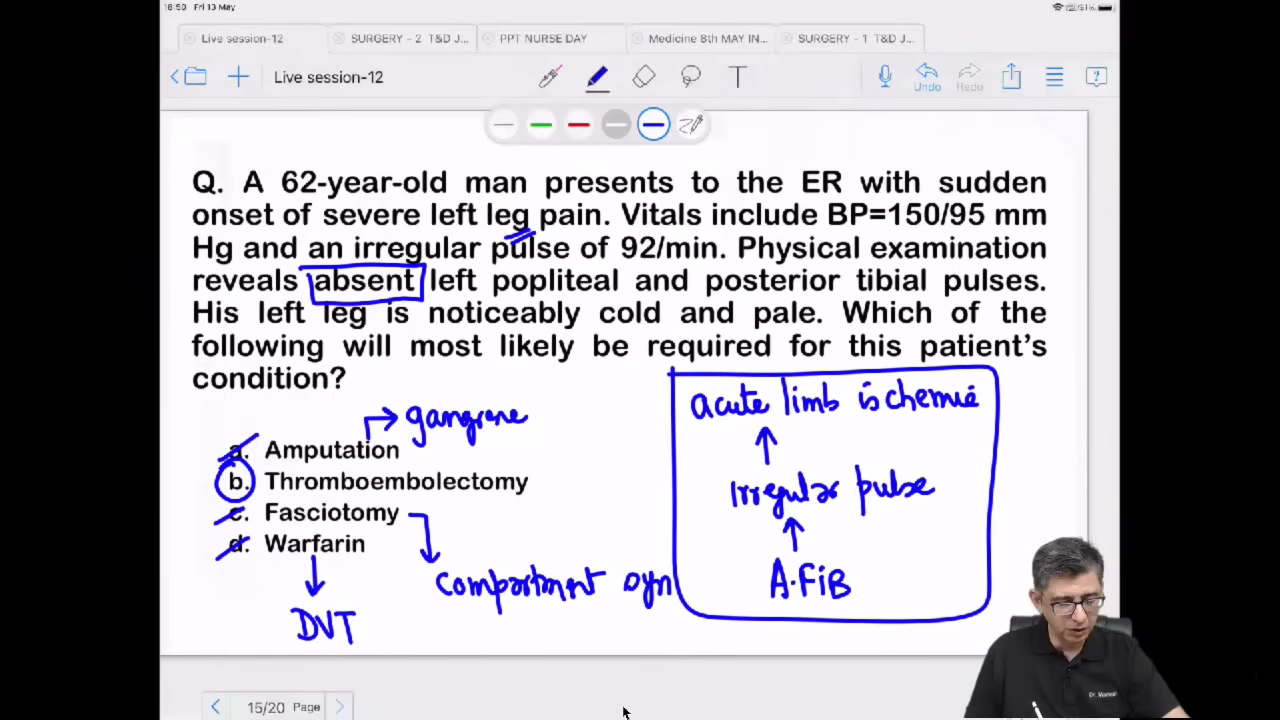 18:50 Fri 13 May
Live session-12
SURGERY - 2 T&D J...
PPT NURSE DAY
Medicine 8th MAY IN...
SURGERY - 1 T&D J...
Live session-12
T
Undo
Redo
Q. A 62-year-old man presents to the ER with sudden
onset of severe left leg pain. Vitals include BP=150/95 mm
Hg and an irregular pulse of 92/min. Physical examination
reveals absent left popliteal and posterior tibial pulses.
His left leg is noticeably cold and pale. Which of the
following will most likely be required for this patient's
condition?
gangrene
a. Amputation
b. Thromboembolectomy
c. Fasciotomy
d. Warfarin
compartment syn
DVT
acute limb ischemia
Irregular pulse
A.FiB
15/20 Page